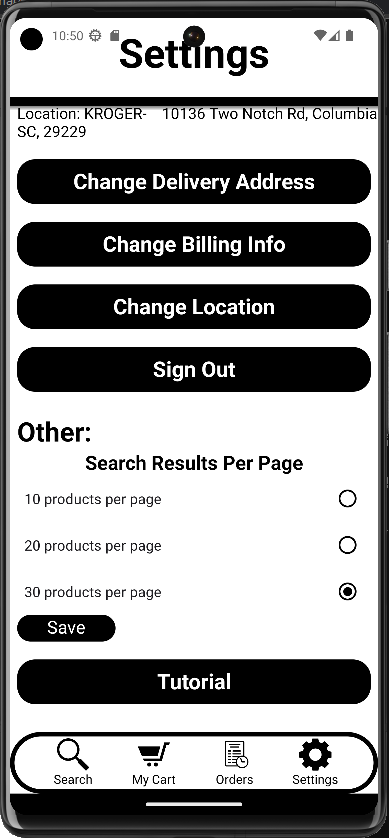 10:50
Settings
Location: KROGER- 10136 Two Notch Rd, Columbia
SC, 29229
Change Delivery Address
Change Billing Info
Change Location
Sign Out
Other:
Search Results Per Page
10 products per page
20 products per page
30 products per page
Save
Tutorial
Search My Cart Orders Settings